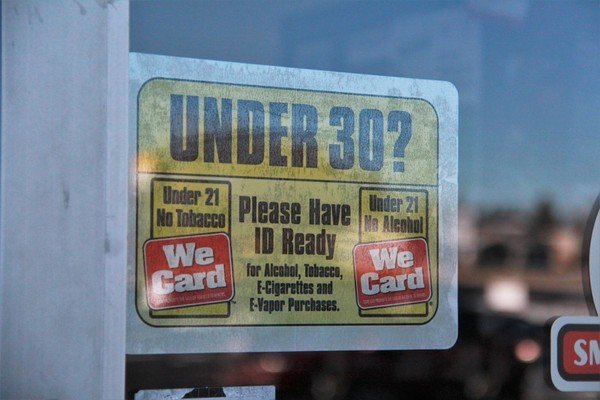 UNDER 30?
Under 21
No Tobacco
We
Card
Please Have
ID Ready
for Alcohol, Tobacco,
E-Cigarettes and
E-Vapor Purchases.
Under 21
No Alcohol
We
Card
SM